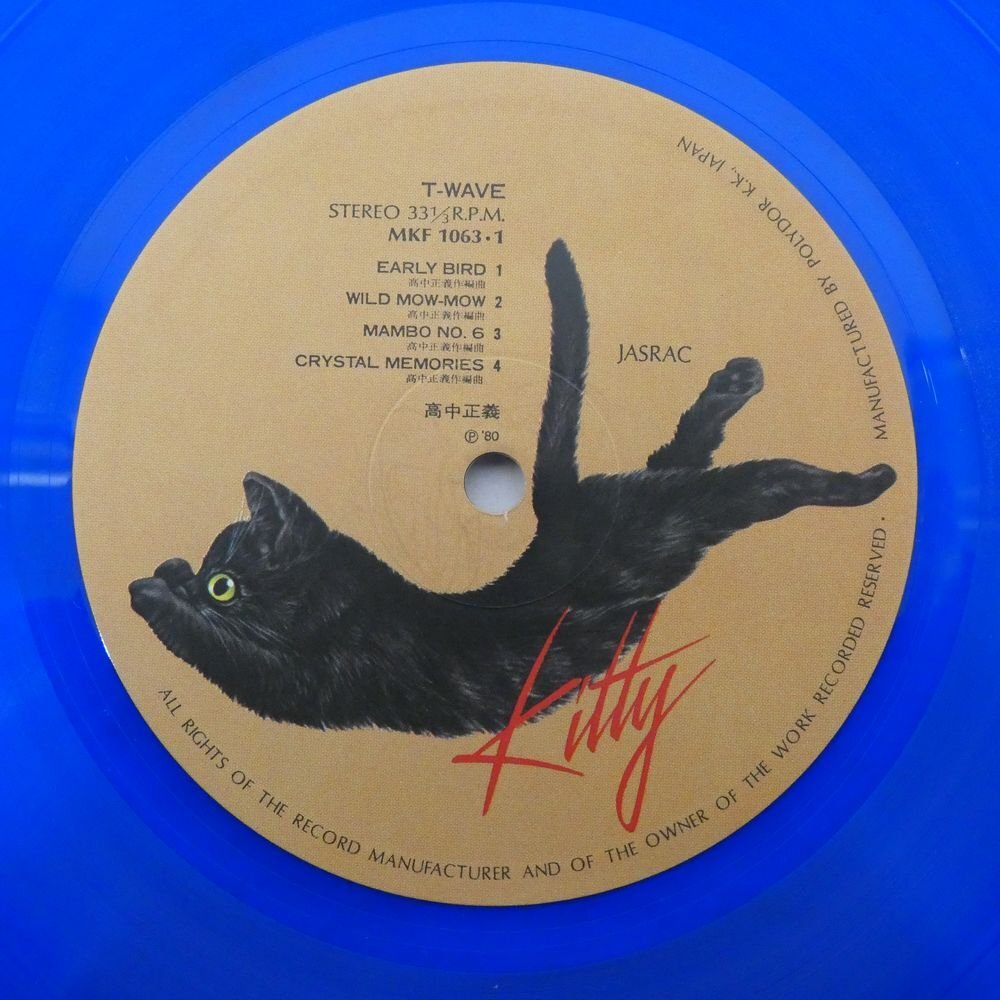 T-WAVE
STEREO 33⅓ R.P.M.
MKF 1063・1
EARLY BIRD 1
高中正義作編曲
WILD MOW-MOW 2
高中正義作編曲
MAMBO NO. 6 3
高中正義作編曲
CRYSTAL MEMORIES 4
高中正義作編曲
高中正義
Ⓟ '80
JASRAC
Kitty
ALL RIGHTS OF THE RECORD MANUFACTURER AND OF THE OWNER OF THE WORK RECORDED RESERVED . MANUFACTURED BY POLYDOR K.K., JAPAN